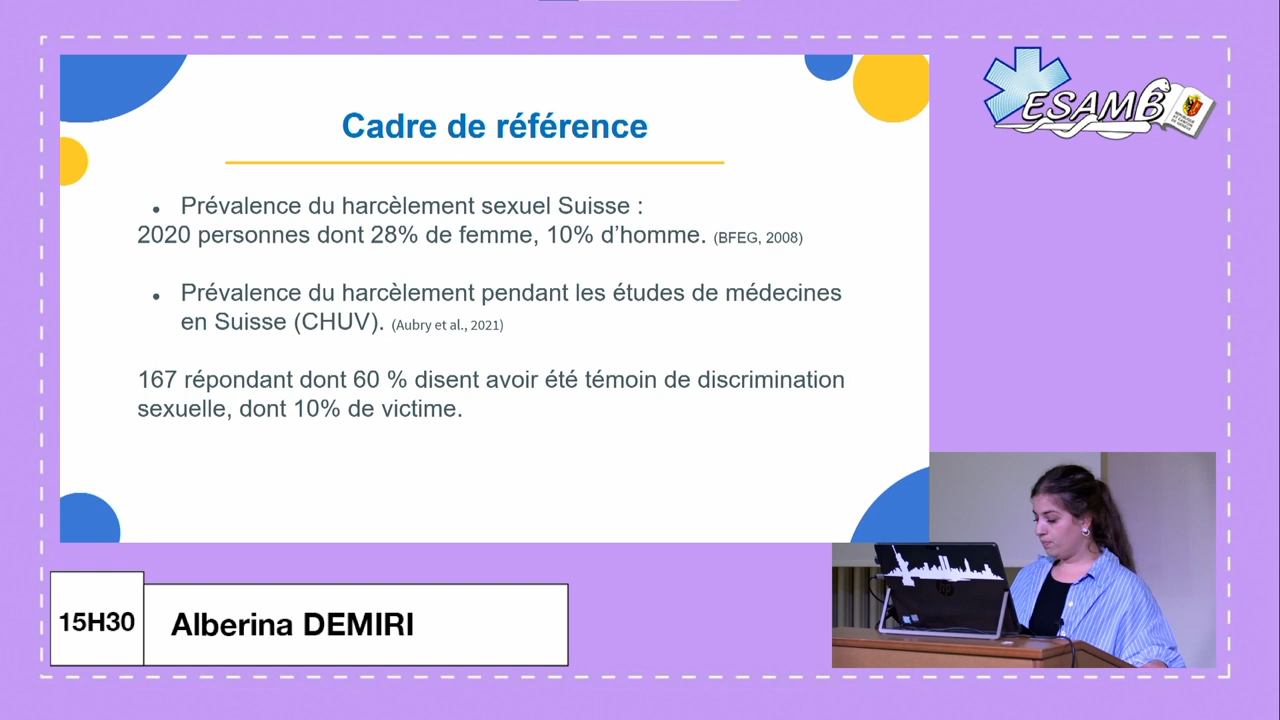 Cadre de référence
• Prévalence du harcèlement sexuel Suisse :
2020 personnes dont 28% de femme, 10% d’homme. (BFEG, 2008)
• Prévalence du harcèlement pendant les études de médecines
en Suisse (CHUV). (Aubry et al., 2021)
167 répondant dont 60 % disent avoir été témoin de discrimination
sexuelle, dont 10% de victime.
ESAMB
15H30
Alberina DEMIRI
hp